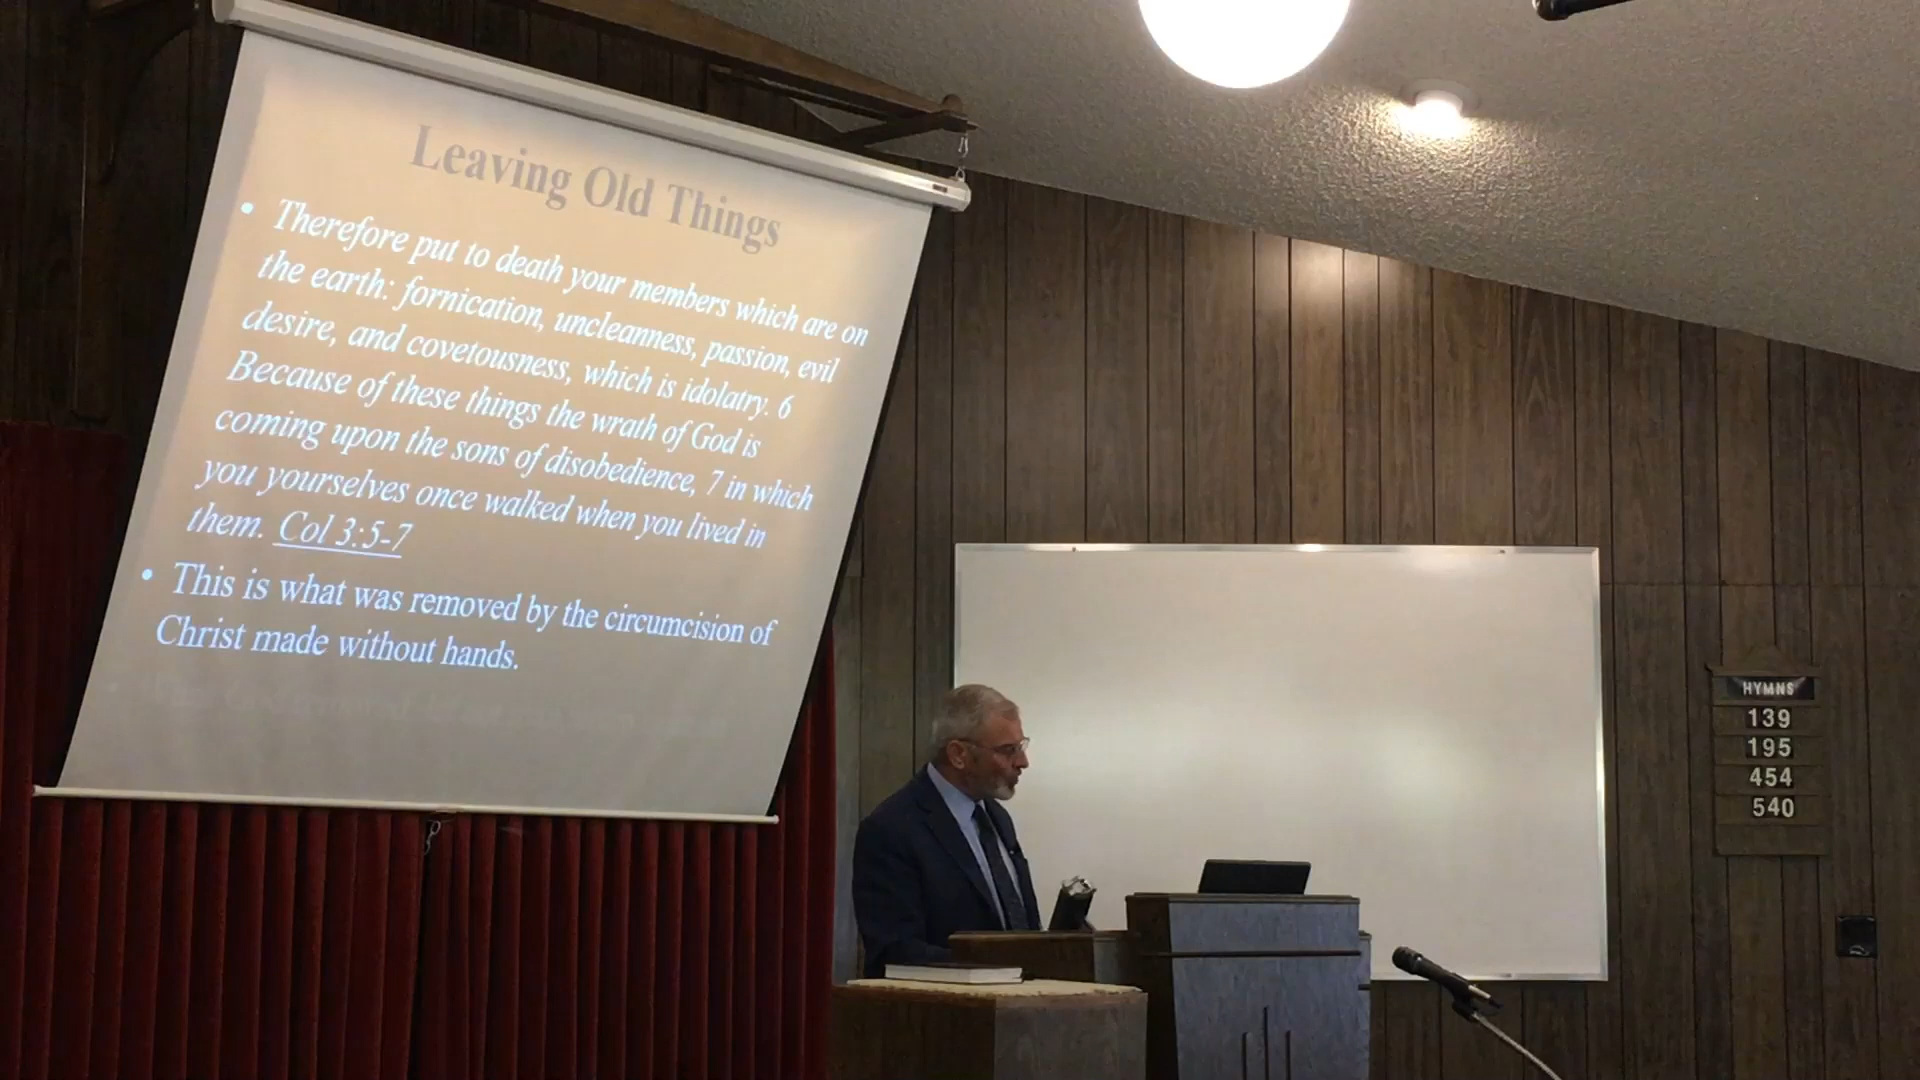 Leaving Old Things
• Therefore put to death your members which are on
the earth: fornication, uncleanness, passion, evil
desire, and covetousness, which is idolatry. 6
Because of these things the wrath of God is
coming upon the sons of disobedience, 7 in which
you yourselves once walked when you lived in
them. Col 3:5-7
• This is what was removed by the circumcision of
Christ made without hands.
HYMNS
139
195
454
540